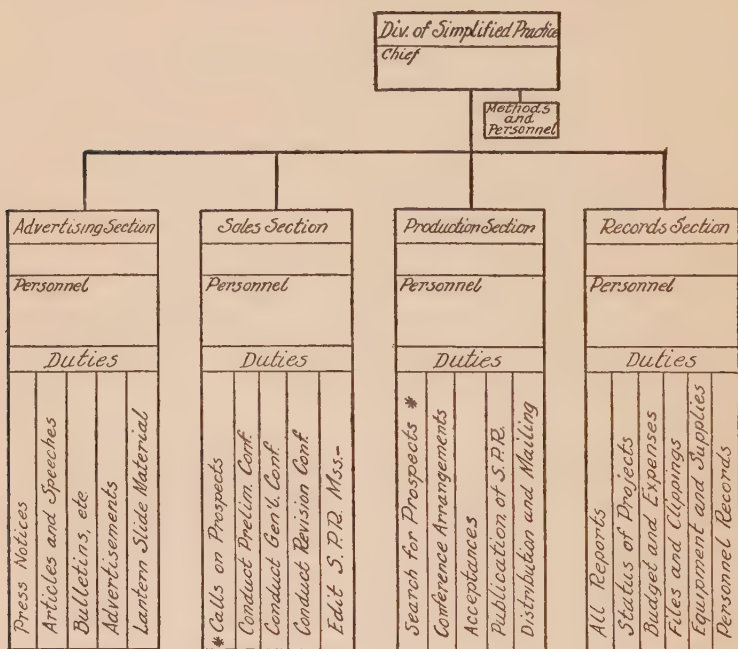 Div. of Simplified Practice
Chief
Methods
and
Personnel
Advertising Section
Personnel
Duties
Press Notices
Articles and Speeches
Bulletins, etc.
Advertisements
Lantern Slide Material
Sales Section
Personnel
Duties
* Calls on Prospects
Conduct Prelim. Conf.
Conduct Gen'l. Conf.
Conduct Revision Conf.
Edit S.P.R. Mss.-
Production Section
Personnel
Duties
Search for Prospects *
Conference Arrangements
Acceptances
Publication of S.P.R.
Distribution and Mailing
Records Section
Personnel
Duties
All Reports
Status of Projects
Budget and Expenses
Files and Clippings
Equipment and Supplies
Personnel Records